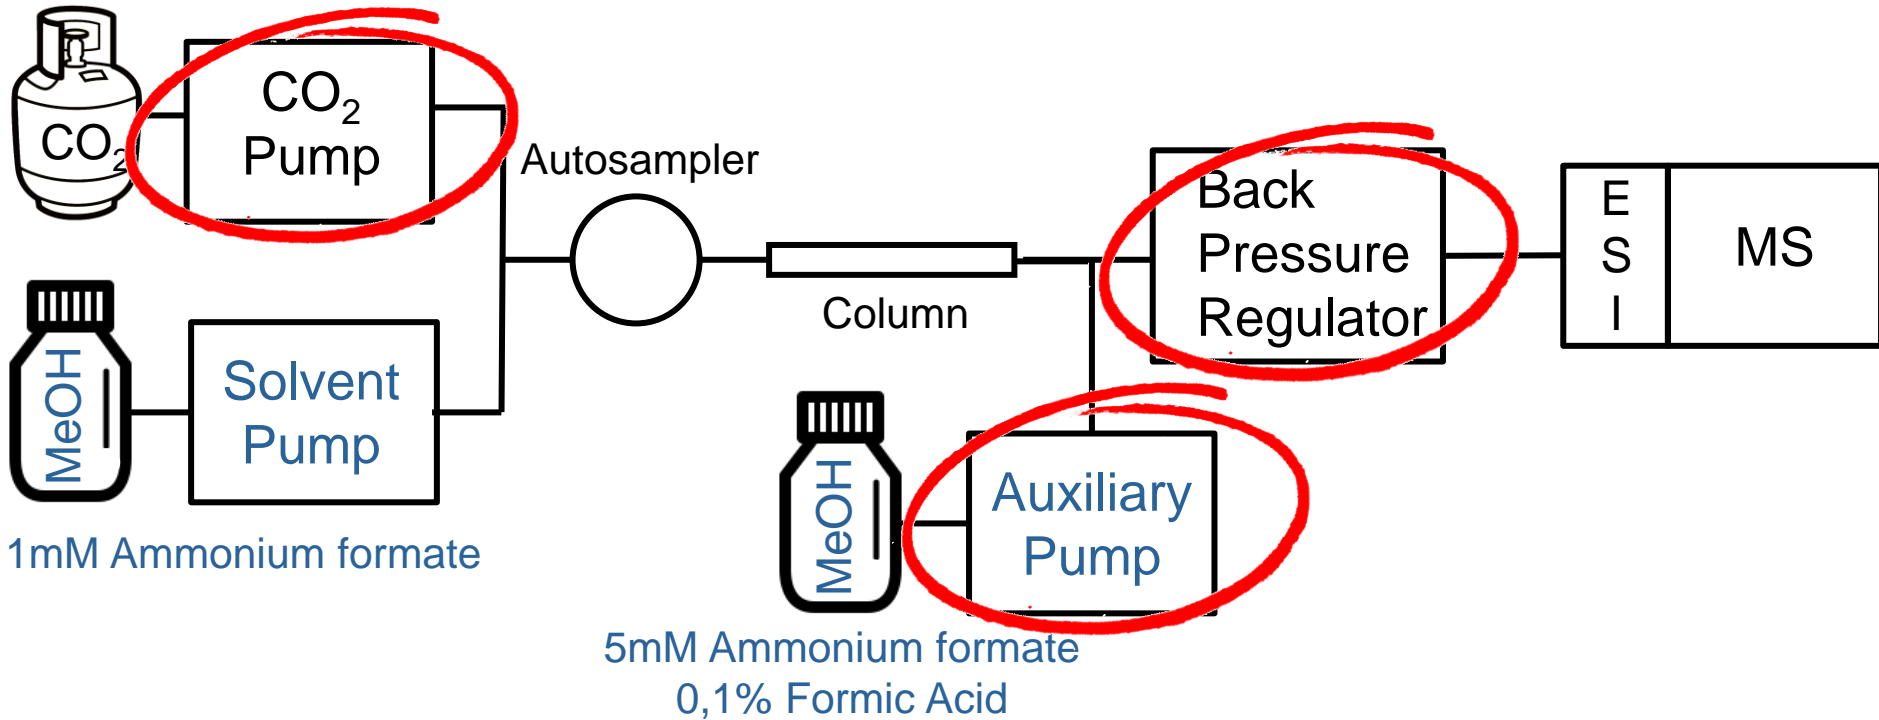 CO₂
CO₂
Pump
Autosampler
Back
Pressure
Regulator
E
S
I
MS
Column
MeOH
Solvent
Pump
1mM Ammonium formate
MeOH
Auxiliary
Pump
5mM Ammonium formate
0,1% Formic Acid